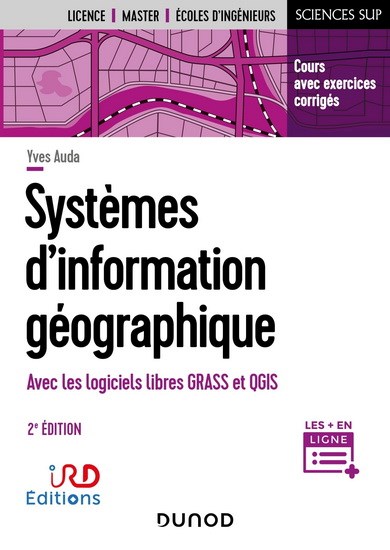 LICENCE | MASTER | ÉCOLES D'INGÉNIEURS
SCIENCES SUP
Cours
avec exercices
corrigés
Yves Auda
Systèmes
d'information
géographique
Avec les logiciels libres GRASS et QGIS
2e ÉDITION
LES + EN
LIGNE
IRD
Éditions
DUNOD